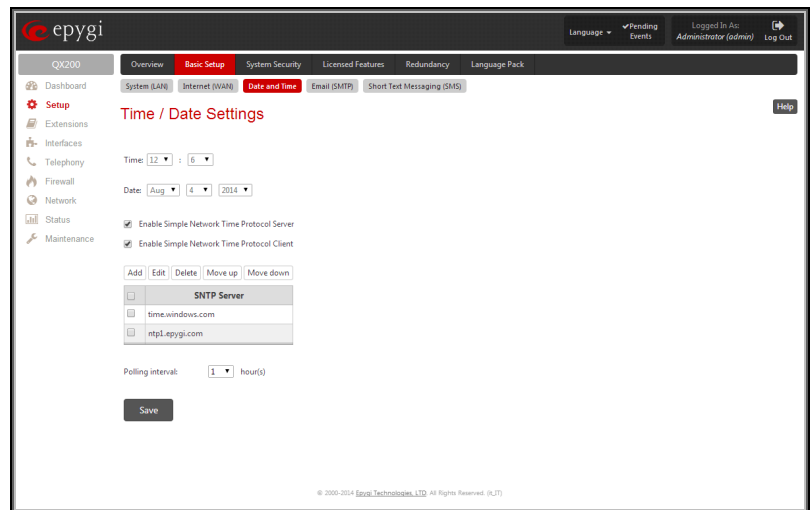 epygi
Language
Pending Events
Logged In As:
Administrator (admin)
Log Out
QX200
Overview
Basic Setup
System Security
Licensed Features
Redundancy
Language Pack
Dashboard
Setup
Extensions
Interfaces
Telephony
Firewall
Network
Status
Maintenance
System (LAN)
Internet (WAN)
Date and Time
Email (SMTP)
Short Text Messaging (SMS)
Help
Time / Date Settings
Time: 12 : 6
Date: Aug 4 2014
Enable Simple Network Time Protocol Server
Enable Simple Network Time Protocol Client
Add Edit Delete Move up Move down
SNTP Server
time.windows.com
ntp1.epygi.com
Polling interval: 1 hour(s)
Save
© 2000-2014 Epygi Technologies, LTD. All Rights Reserved. (it_IT)